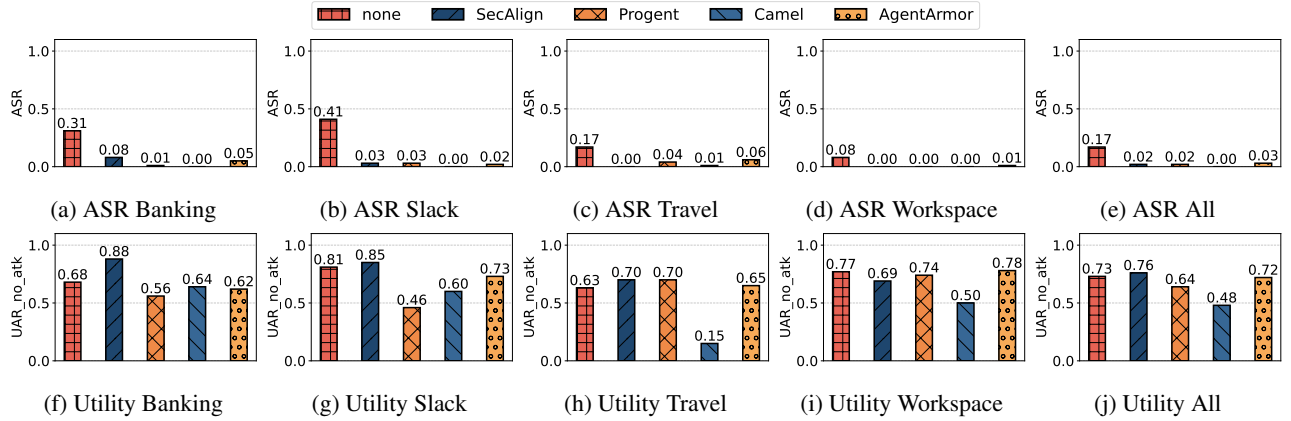 none SecAlign Progent Camel AgentArmor
1.0 1.0 1.0 1.0 1.0
ASR ASR ASR ASR ASR
0.5 0.5 0.5 0.5 0.5
0.31 0.08 0.01 0.00 0.05 0.41 0.03 0.03 0.00 0.02 0.17 0.00 0.04 0.01 0.06 0.08 0.00 0.00 0.00 0.01 0.17 0.02 0.02 0.00 0.03
0.0 0.0 0.0 0.0 0.0
(a) ASR Banking (b) ASR Slack (c) ASR Travel (d) ASR Workspace (e) ASR All
1.0 1.0 1.0 1.0 1.0
UAR_no_atk UAR_no_atk UAR_no_atk UAR_no_atk UAR_no_atk
0.68 0.88 0.56 0.64 0.62 0.81 0.85 0.46 0.60 0.73 0.63 0.70 0.70 0.15 0.65 0.77 0.69 0.74 0.50 0.78 0.73 0.76 0.64 0.48 0.72
0.5 0.5 0.5 0.5 0.5
0.0 0.0 0.0 0.0 0.0
(f) Utility Banking (g) Utility Slack (h) Utility Travel (i) Utility Workspace (j) Utility All